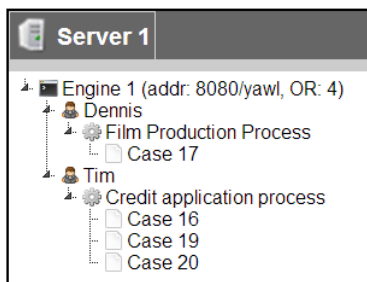 Server 1
Engine 1 (addr: 8080/yawl, OR: 4)
Dennis
Film Production Process
Case 17
Tim
Credit application process
Case 16
Case 19
Case 20